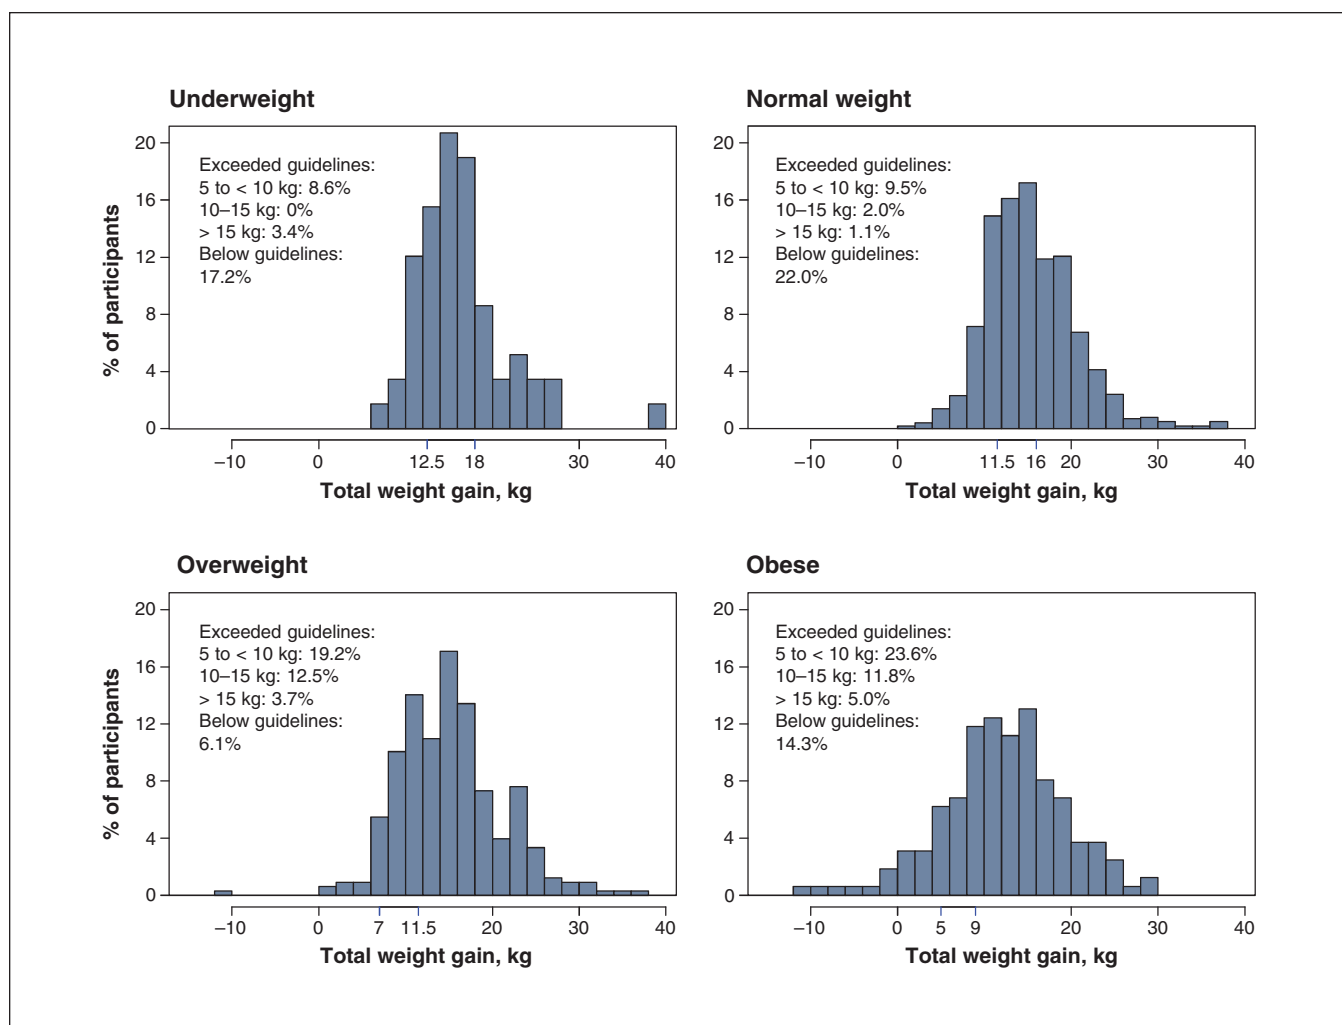 Underweight
Exceeded guidelines:
5 to < 10 kg: 8.6%
10–15 kg: 0%
> 15 kg: 3.4%
Below guidelines:
17.2%
% of participants
20
16
12
8
4
0
–10 0 12.5 18 30 40
Total weight gain, kg
Normal weight
Exceeded guidelines:
5 to < 10 kg: 9.5%
10–15 kg: 2.0%
> 15 kg: 1.1%
Below guidelines:
22.0%
20
16
12
8
4
0
–10 0 11.5 16 20 30 40
Total weight gain, kg
Overweight
Exceeded guidelines:
5 to < 10 kg: 19.2%
10–15 kg: 12.5%
> 15 kg: 3.7%
Below guidelines:
6.1%
% of participants
20
16
12
8
4
0
–10 0 7 11.5 20 30 40
Total weight gain, kg
Obese
Exceeded guidelines:
5 to < 10 kg: 23.6%
10–15 kg: 11.8%
> 15 kg: 5.0%
Below guidelines:
14.3%
20
16
12
8
4
0
–10 0 5 9 20 30 40
Total weight gain, kg